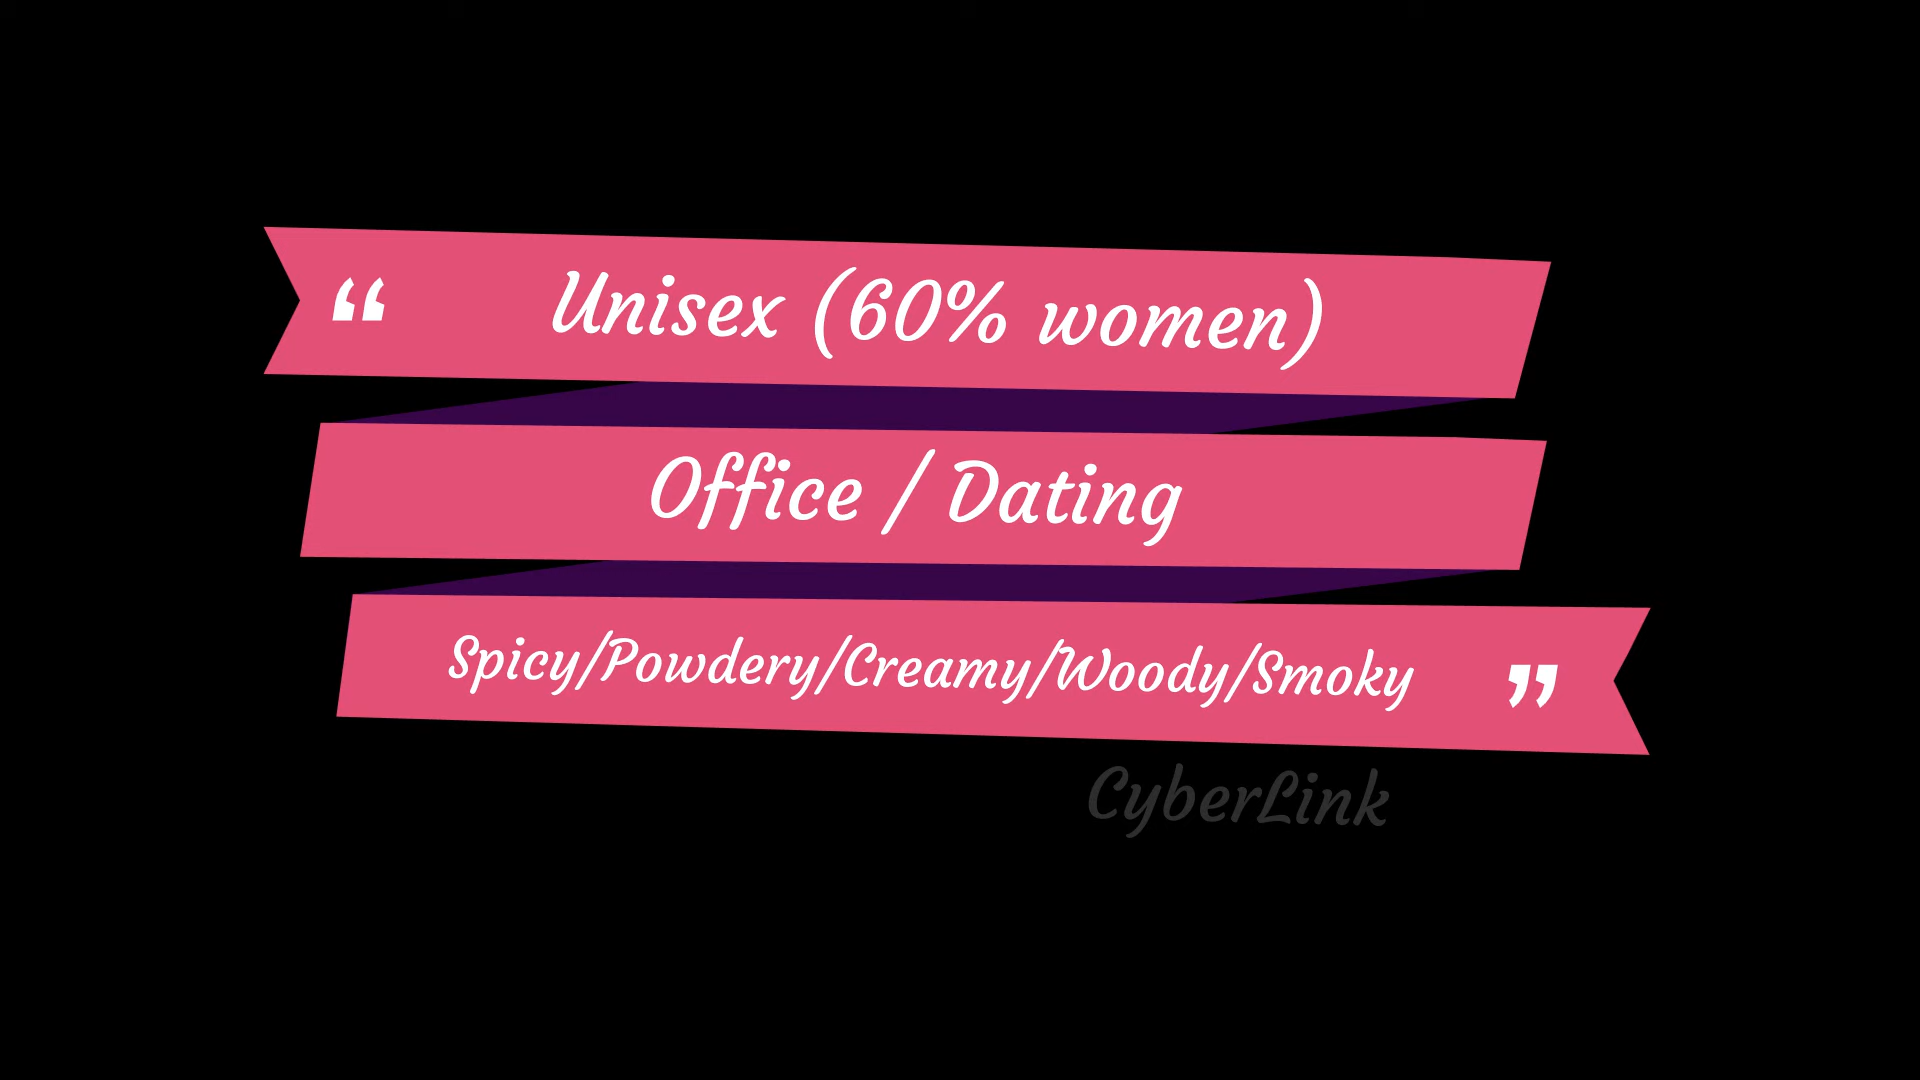 “ Unisex (60% women)
Office / Dating
Spicy/Powdery/Creamy/Woody/Smoky ”
CyberLink